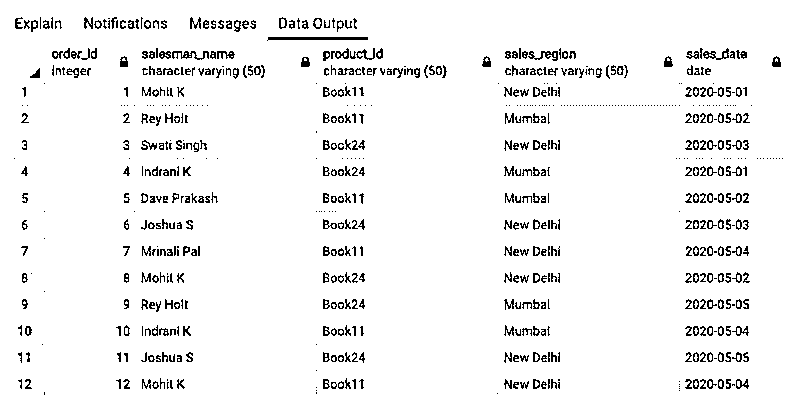 Explain Notifications Messages Data Output
order_id salesman_name product_id sales_region sales_date
integer character varying (50) character varying (50) character varying (50) date
1 1 Mohit K Book11 New Delhi 2020-05-01
2 2 Rey Holt Book11 Mumbai 2020-05-02
3 3 Swati Singh Book24 New Delhi 2020-05-03
4 4 Indrani K Book24 Mumbai 2020-05-01
5 5 Dave Prakash Book11 Mumbai 2020-05-02
6 6 Joshua S Book24 New Delhi 2020-05-03
7 7 Mrinali Pal Book11 New Delhi 2020-05-04
8 8 Mohit K Book24 New Delhi 2020-05-02
9 9 Rey Holt Book24 Mumbai 2020-05-05
10 10 Indrani K Book11 Mumbai 2020-05-04
11 11 Joshua S Book24 New Delhi 2020-05-05
12 12 Mohit K Book11 New Delhi 2020-05-04